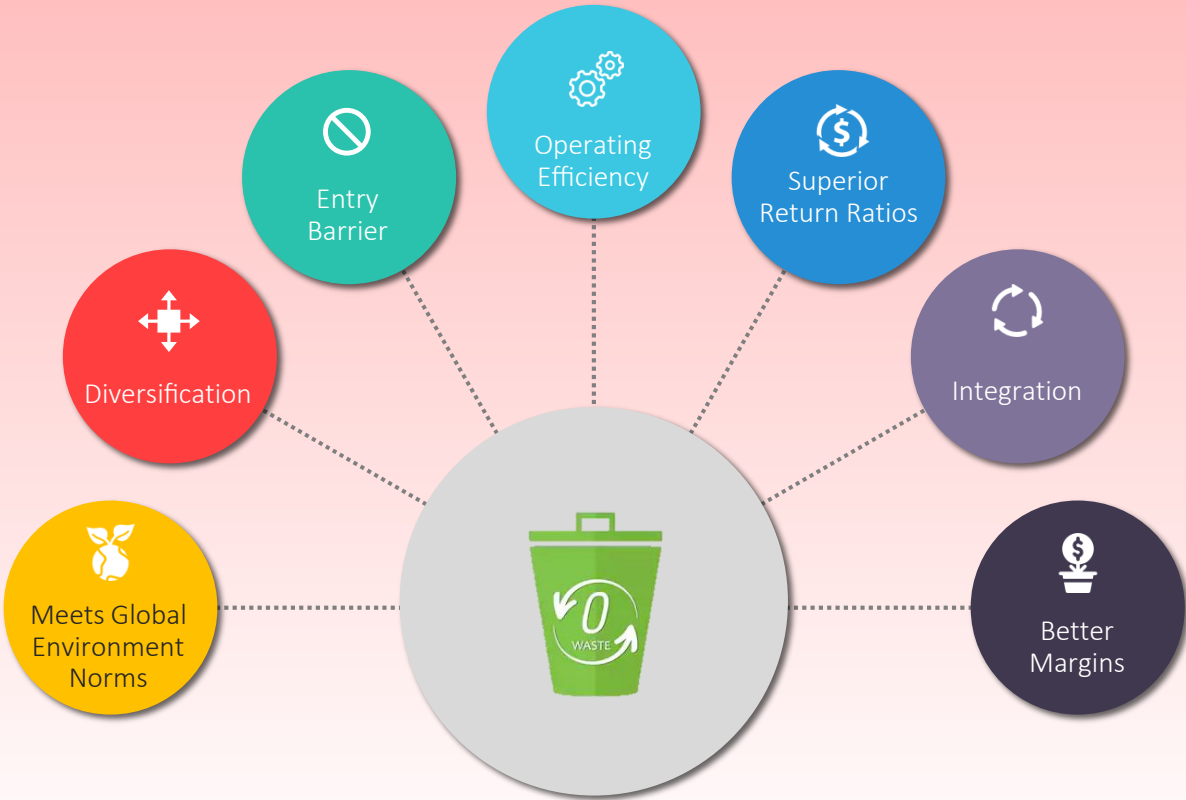 Operating
Efficiency
Entry
Barrier
Superior
Return Ratios
Diversification
Integration
Meets Global
Environment
Norms
0
WASTE
Better
Margins